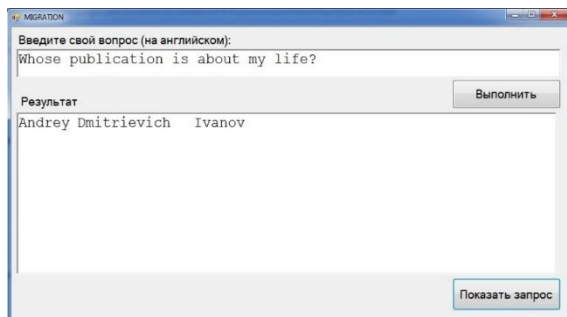 MIGRATION
Введите свой вопрос (на английском):
Whose publication is about my life?
Выполнить
Результат
Andrey Dmitrievich Ivanov
Показать запрос